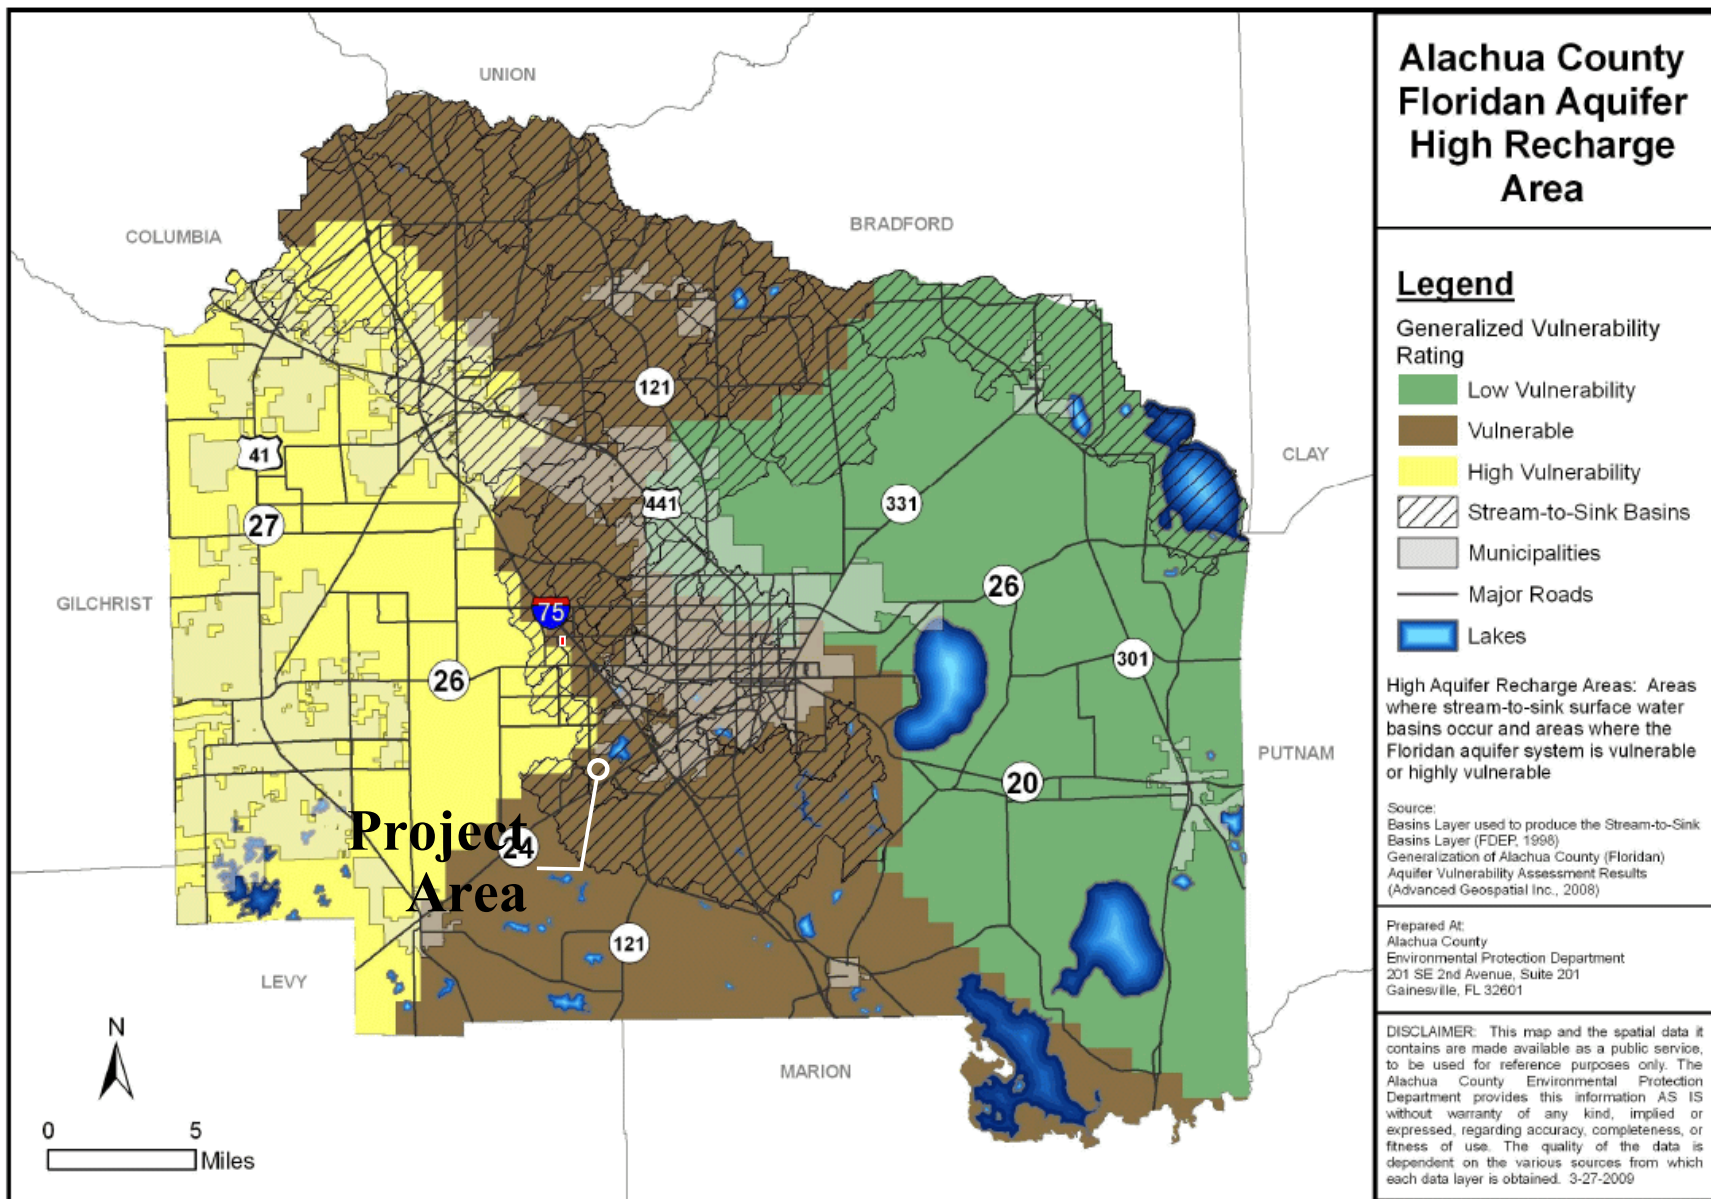 Alachua County
Floridan Aquifer
High Recharge
Area
Legend
Generalized Vulnerability
Rating
Low Vulnerability
Vulnerable
High Vulnerability
Stream-to-Sink Basins
Municipalities
Major Roads
Lakes
High Aquifer Recharge Areas: Areas
where stream-to-sink surface water
basins occur and areas where the
Floridan aquifer system is vulnerable
or highly vulnerable
Source:
Basins Layer used to produce the Stream-to-Sink
Basins Layer (FDEP, 1998)
Generalization of Alachua County (Floridan)
Aquifer Vulnerability Assessment Results
(Advanced Geospatial Inc., 2008)
Prepared At:
Alachua County
Environmental Protection Department
201 SE 2nd Avenue, Suite 201
Gainesville, FL 32601
DISCLAIMER: This map and the spatial data it
contains are made available as a public service,
to be used for reference purposes only. The
Alachua County Environmental Protection
Department provides this information AS IS
without warranty of any kind, implied or
expressed, regarding accuracy, completeness, or
fitness of use. The quality of the data is
dependent on the various sources from which
each data layer is obtained. 3-27-2009
UNION
BRADFORD
COLUMBIA
121
41
CLAY
441
331
27
26
GILCHRIST
75
301
26
PUTNAM
20
Project
24
Area
121
LEVY
N
MARION
0 5
Miles